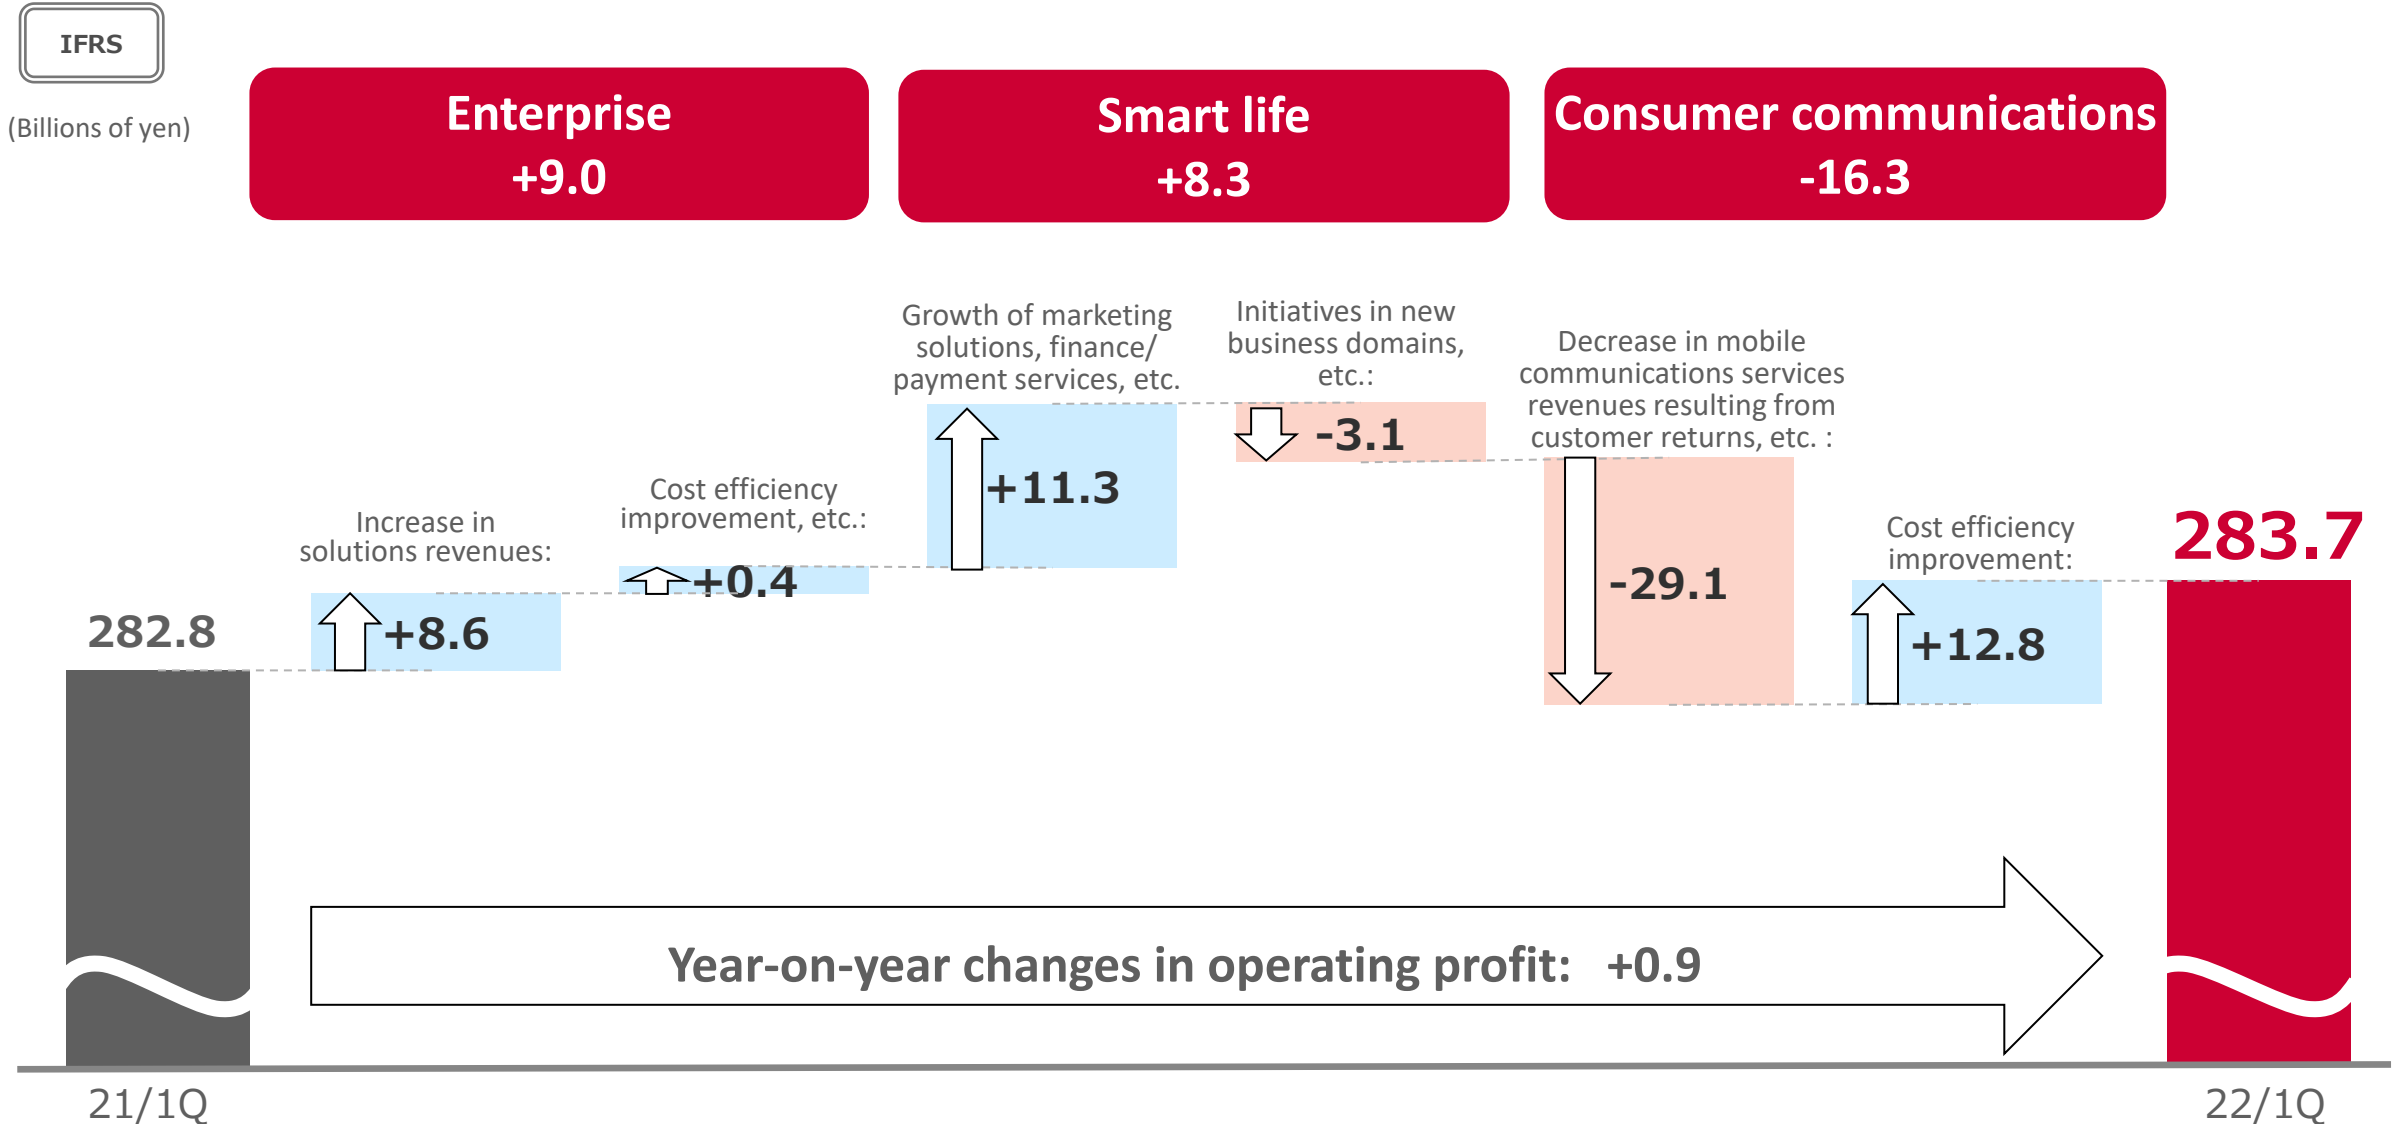 IFRS
(Billions of yen)
Enterprise
+9.0
Smart life
+8.3
Consumer communications
-16.3
282.8
Increase in
solutions revenues:
+8.6
Cost efficiency
improvement, etc.:
+0.4
Growth of marketing
solutions, finance/
payment services, etc.
+11.3
Initiatives in new
business domains,
etc.:
-3.1
Decrease in mobile
communications services
revenues resulting from
customer returns, etc. :
-29.1
Cost efficiency
improvement:
+12.8
283.7
Year-on-year changes in operating profit: +0.9
21/1Q
22/1Q